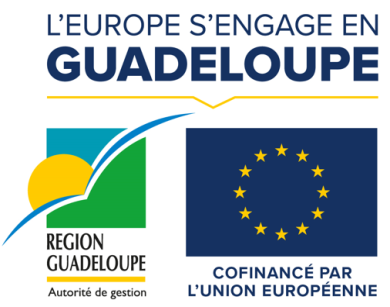 L'EUROPE S'ENGAGE EN
GUADELOUPE
REGION
GUADELOUPE
Autorité de gestion
COFINANCÉ PAR
L'UNION EUROPÉENNE